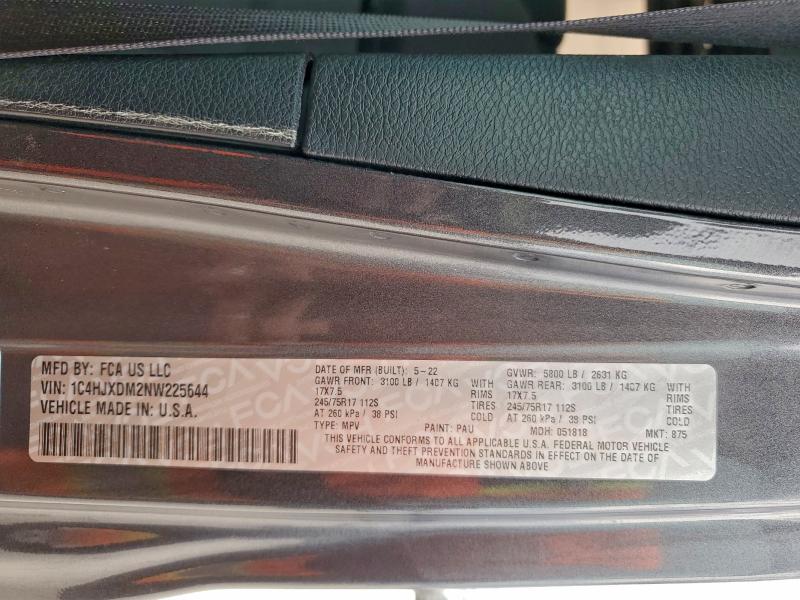 MFD BY: FCA US LLC
VIN: 1C4HJXDM2NW225644
VEHICLE MADE IN: U.S.A.
DATE OF MFR (BUILT): 5-22
GAWR FRONT: 3100 LB / 1407 KG WITH
17X7.5 RIMS
245/75R17 112S TIRES
AT 260 kPa / 38 PSI COLD
TYPE: MPV PAINT: PAU
GVWR: 5800 LB / 2631 KG
GAWR REAR: 3100 LB / 1407 KG WITH
17X7.5 RIMS
245/75R17 112S TIRES
AT 260 kPa / 38 PSI COLD
MDH: 051818 MKT: 875
THIS VEHICLE CONFORMS TO ALL APPLICABLE U.S.A. FEDERAL MOTOR VEHICLE
SAFETY AND THEFT PREVENTION STANDARDS IN EFFECT ON THE DATE OF
MANUFACTURE SHOWN ABOVE